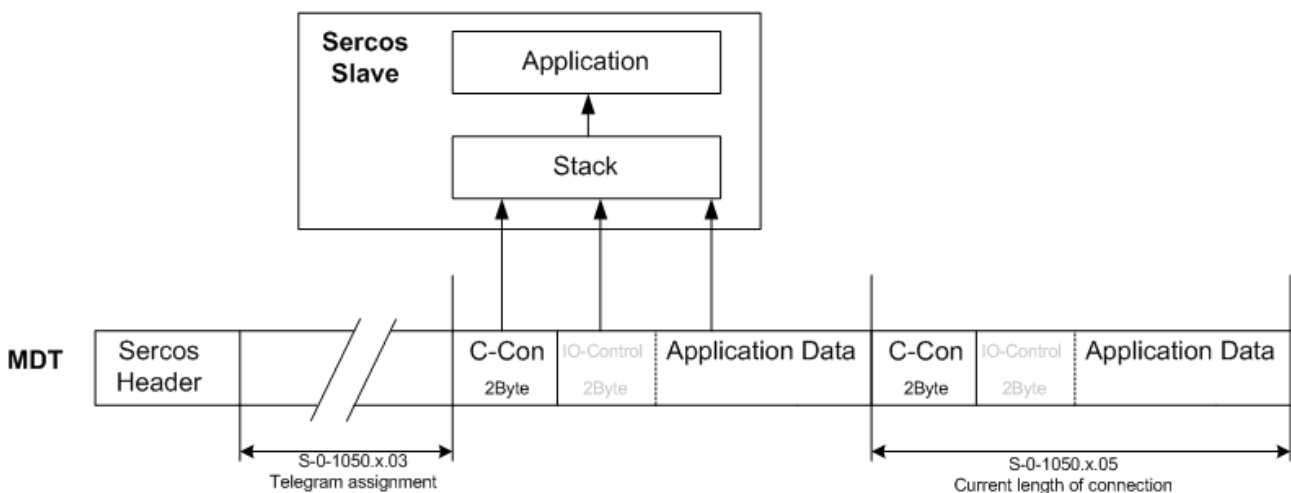 Sercos
Slave
Application
Stack
MDT
Sercos
Header
C-Con
2Byte
IO-Control
2Byte
Application Data
C-Con
2Byte
IO-Control
2Byte
Application Data
S-0-1050.x.03
Telegram assignment
S-0-1050.x.05
Current length of connection